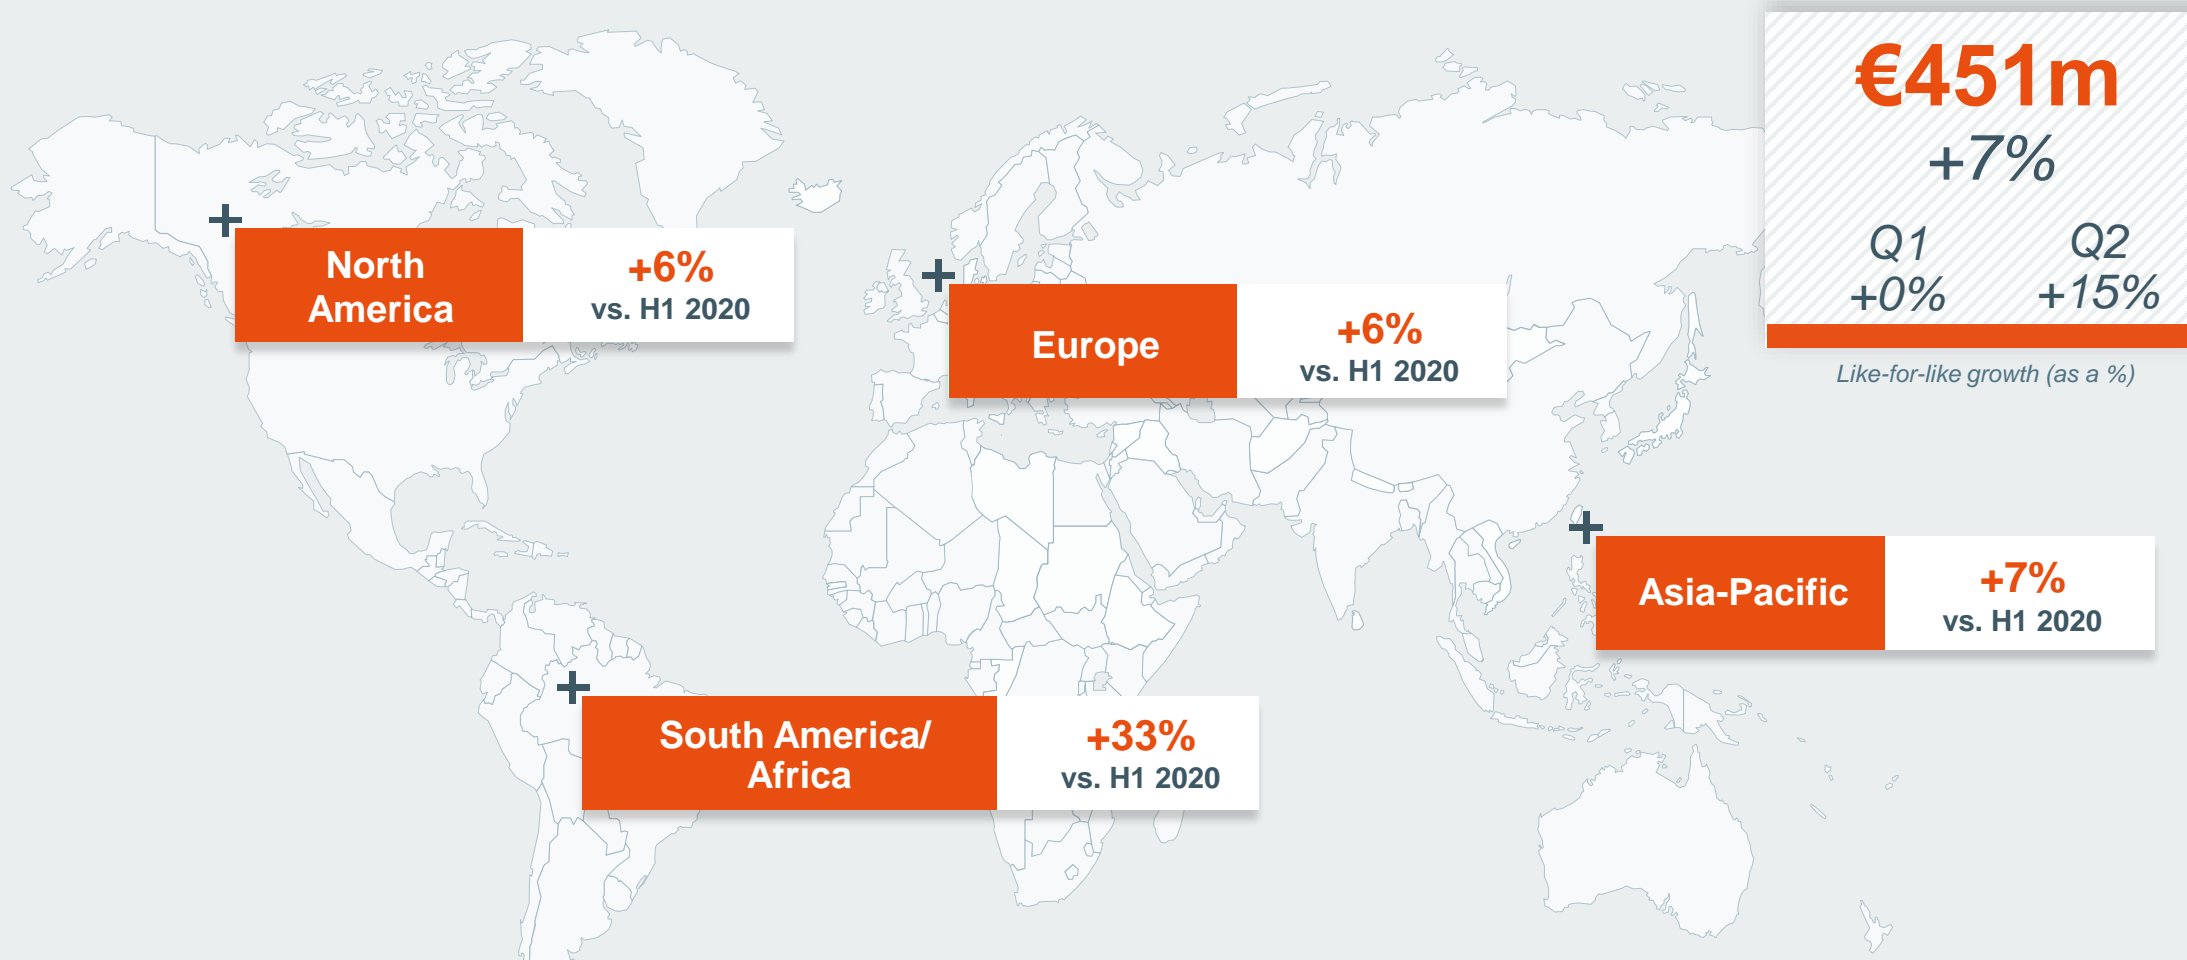 €451m
+7%
Q1 Q2
+0% +15%
Like-for-like growth (as a %)
North
America
+6%
vs. H1 2020
Europe
+6%
vs. H1 2020
Asia-Pacific
+7%
vs. H1 2020
South America/
Africa
+33%
vs. H1 2020